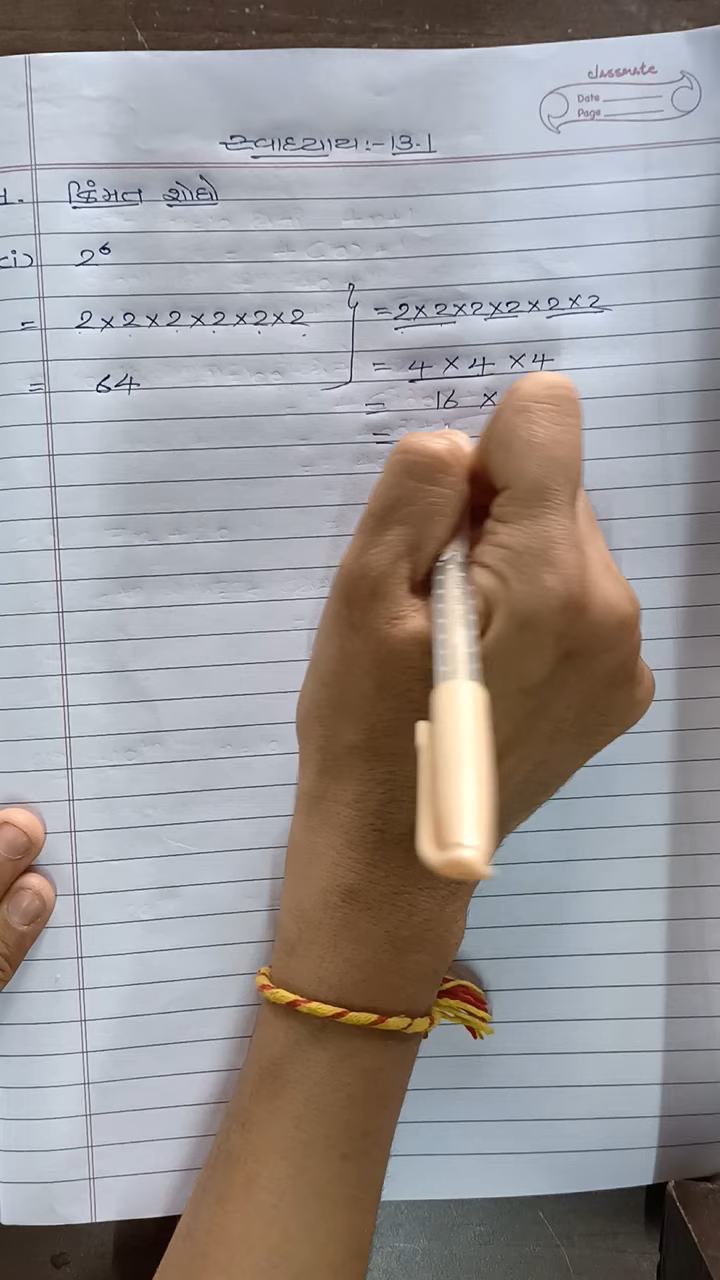 classmate
Date
Page
સ્વાધ્યાય:-13.1
1. કિંમત શોધો
(i) 2⁶
= 2×2×2×2×2×2
= 64
= 2×2×2×2×2×2
= 4×4×4
= 16 ×
=